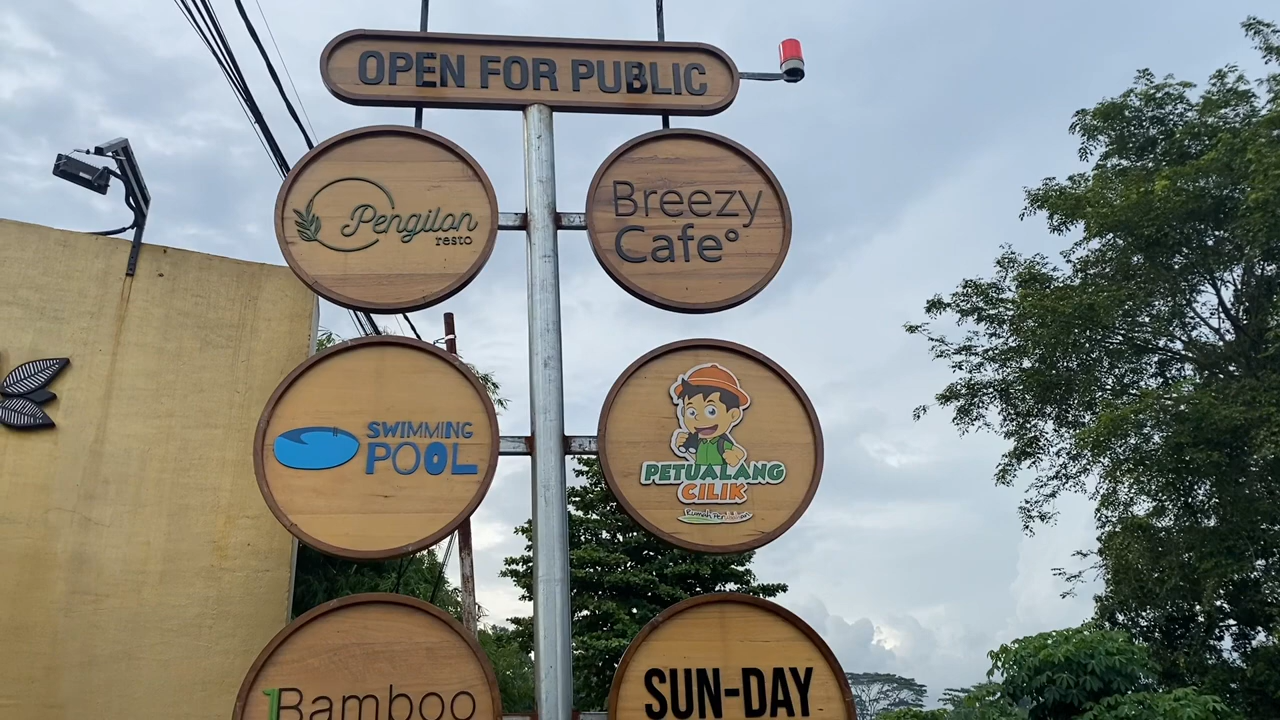 OPEN FOR PUBLIC
Pengilon
resto
Breezy
Cafe°
SWIMMING
POOL
PETUALANG
CILIK
Bamboo
SUN-DAY